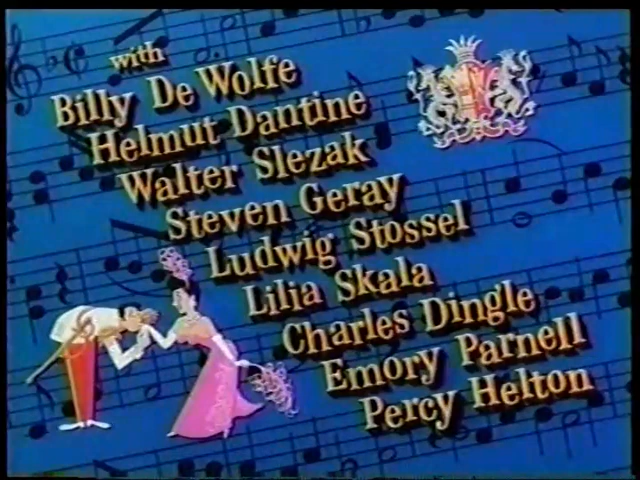 with
Billy De Wolfe
Helmut Dantine
Walter Slezak
Steven Geray
Ludwig Stossel
Lilia Skala
Charles Dingle
Emory Parnell
Percy Helton